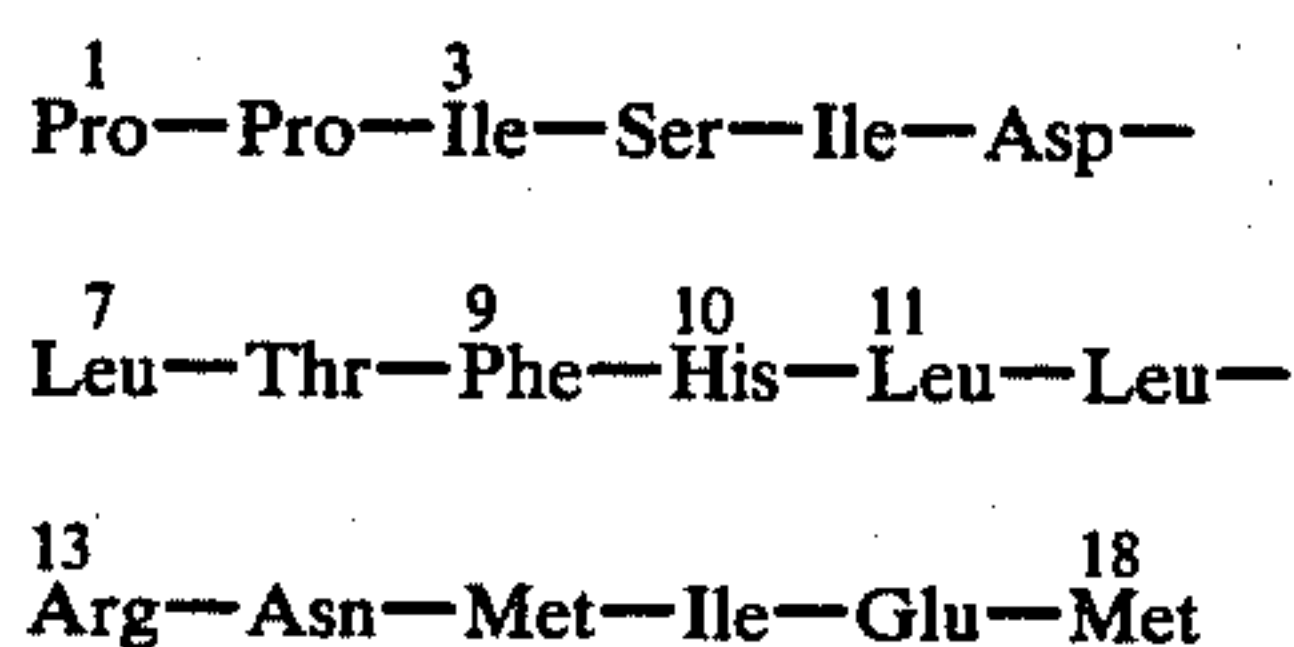 1 3
Pro—Pro—Ile—Ser—Ile—Asp—
7 9 10 11
Leu—Thr—Phe—His—Leu—Leu—
13 18
Arg—Asn—Met—Ile—Glu—Met